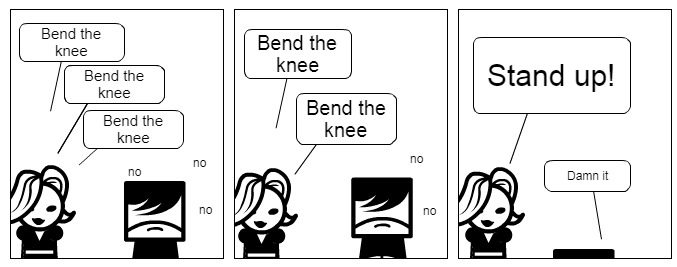 Bend the
knee
Bend the
knee
Bend the
knee
no
no
no
Bend the
knee
Bend the
knee
no
no
Stand up!
Damn it